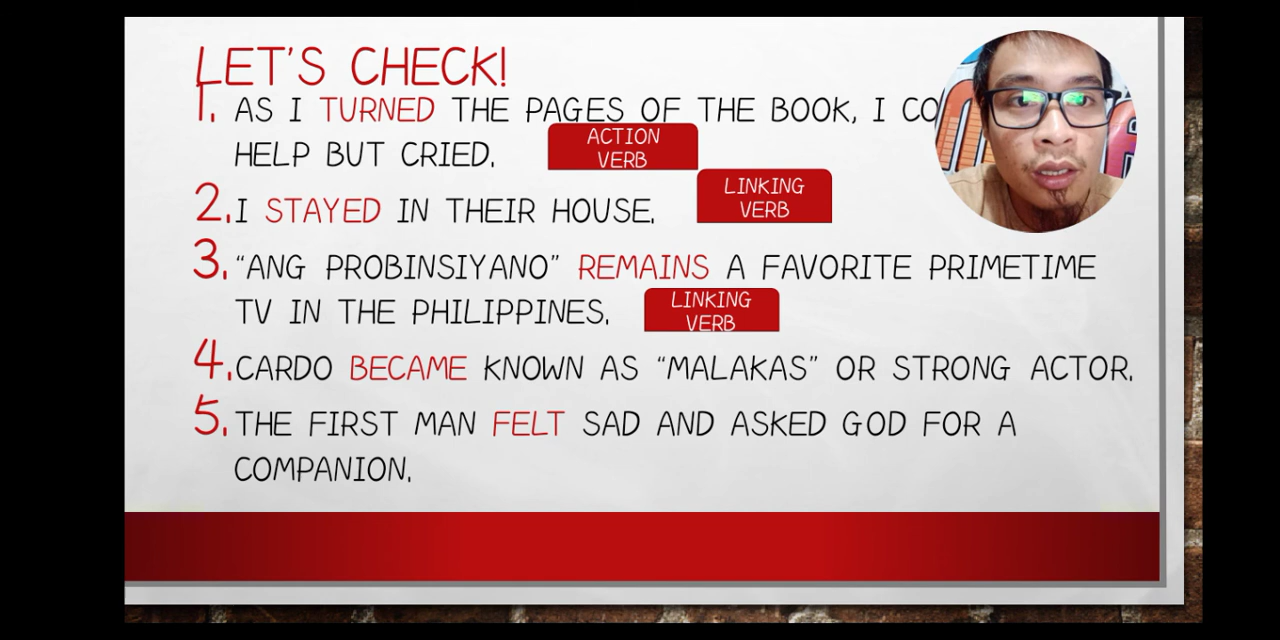 LET'S CHECK!
1. AS I TURNED THE PAGES OF THE BOOK, I CO
HELP BUT CRIED.
ACTION
VERB
2. I STAYED IN THEIR HOUSE.
LINKING
VERB
3. "ANG PROBINSIYANO" REMAINS A FAVORITE PRIMETIME
TV IN THE PHILIPPINES.
LINKING
VERB
4. CARDO BECAME KNOWN AS "MALAKAS" OR STRONG ACTOR.
5. THE FIRST MAN FELT SAD AND ASKED GOD FOR A
COMPANION.